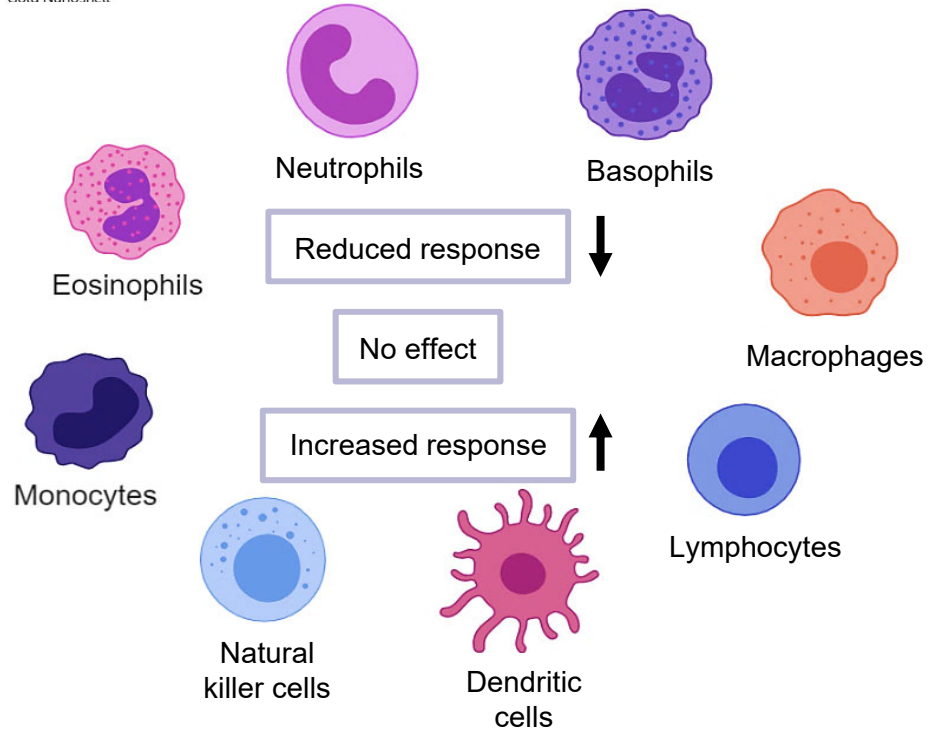 Neutrophils
Basophils
Eosinophils
Reduced response
No effect
Macrophages
Increased response
Monocytes
Lymphocytes
Natural
killer cells
Dendritic
cells